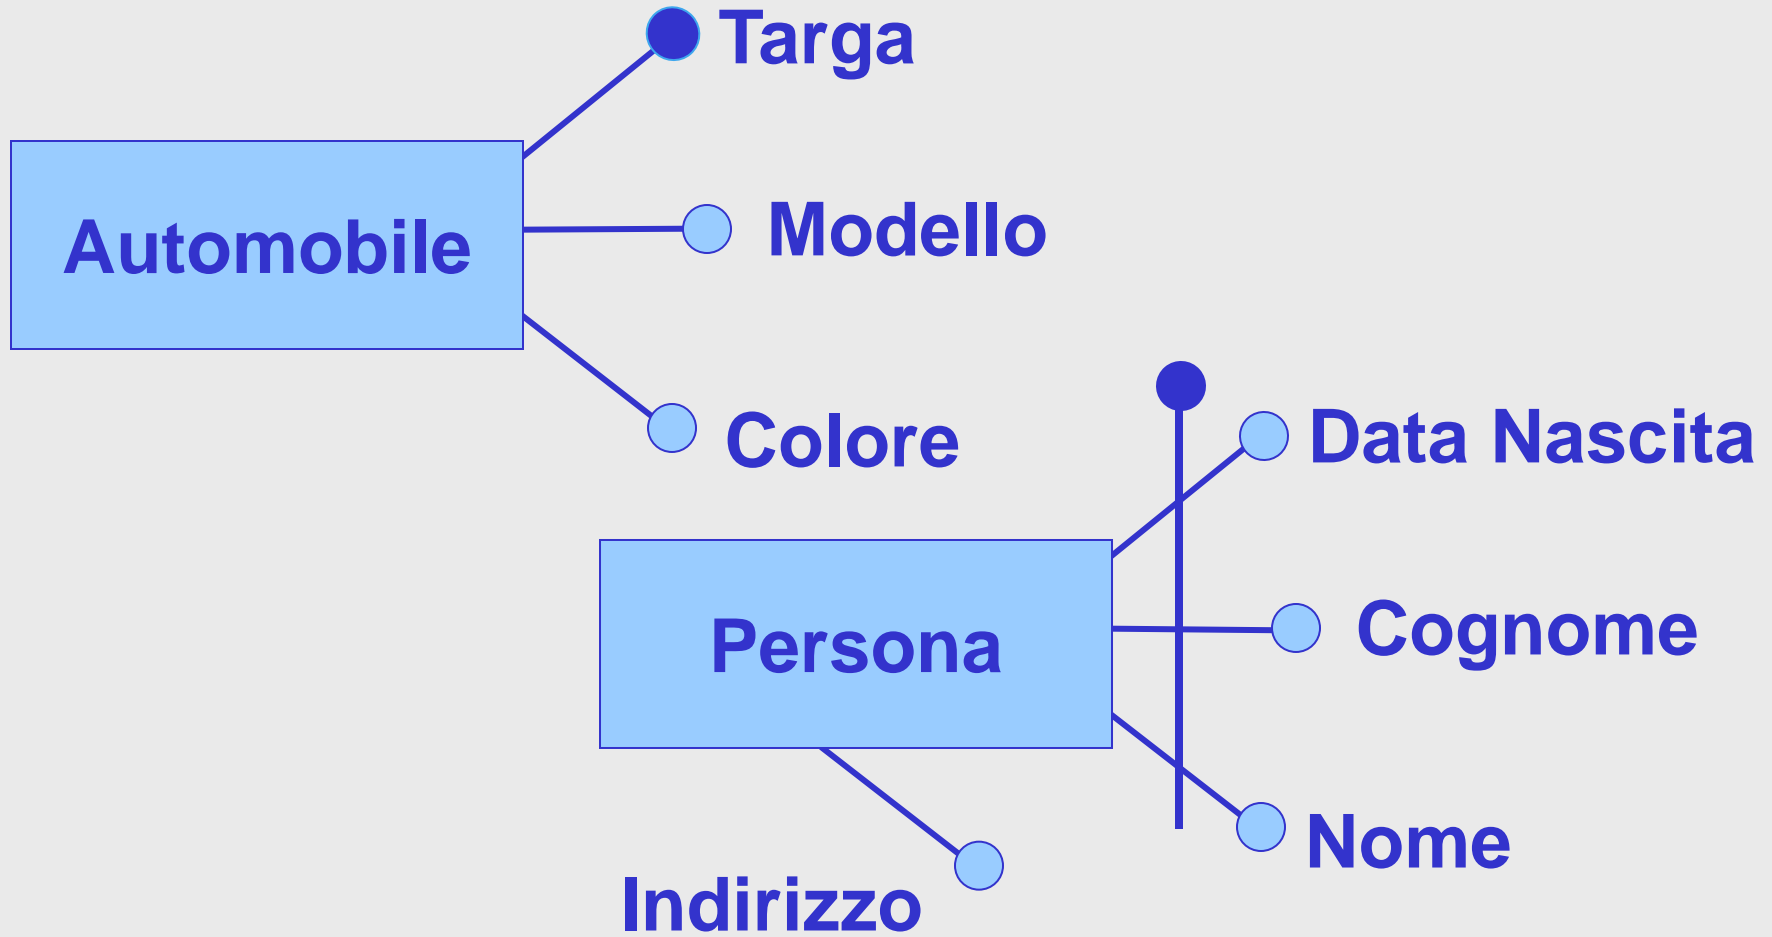 Targa
Modello
Automobile
Colore
Data Nascita
Cognome
Persona
Nome
Indirizzo